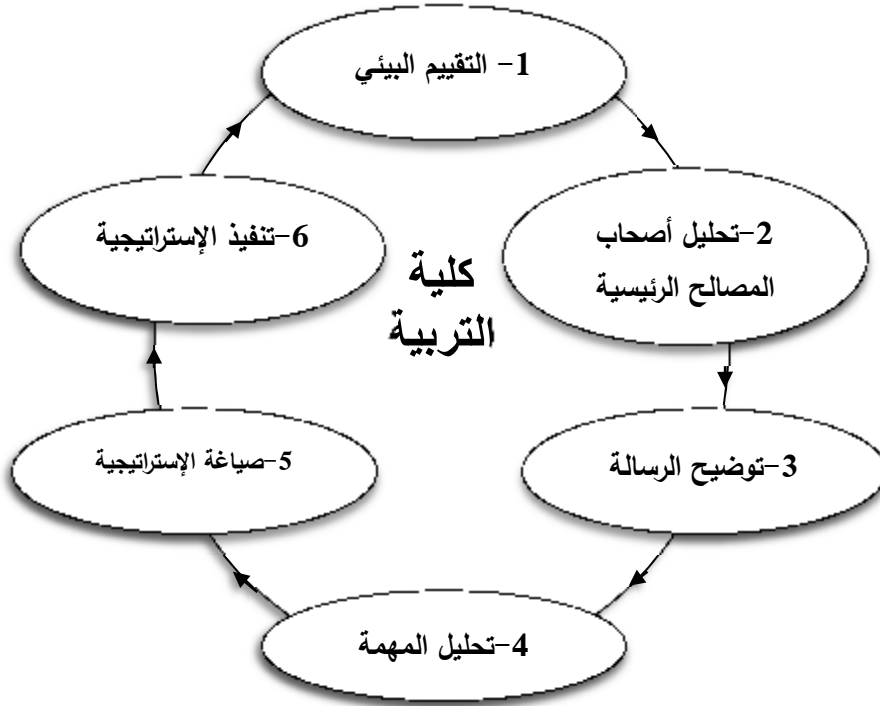 1- التقييم البيئي
2-تحليل أصحاب
المصالح الرئيسية
3-توضيح الرسالة
4-تحليل المهمة
5-صياغة الإستراتيجية
6-تنفيذ الإستراتيجية
كلية
التربية